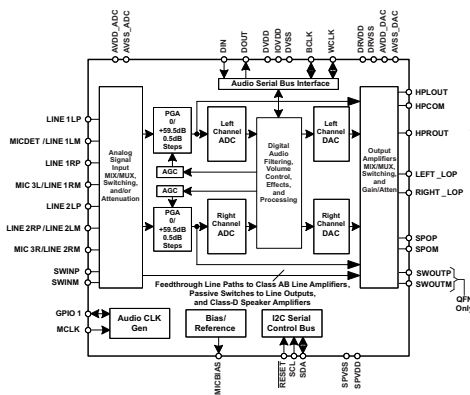 AVDD_ADC
AVSS_ADC
DIN
DOUT
DVDD
IOVDD
DVSS
BCLK
WCLK
DRVDD
DRVSS
AVDD_DAC
AVSS_DAC
Audio Serial Bus Interface
LINE 1LP
MICDET /LINE 1LM
LINE 1RP
MIC 3L/LINE 1RM
LINE 2LP
LINE 2RP /LINE 2LM
MIC 3R/LINE 2RM
SWINP
SWINM
GPIO 1
MCLK
Analog
Signal
Input
MIX/MUX,
Switching,
and/or
Attenuation
PGA
0/
+59.5dB
0.5dB
Steps
AGC
AGC
PGA
0/
+59.5dB
0.5dB
Steps
Left
Channel
ADC
Right
Channel
ADC
Digital
Audio
Filtering,
Volume
Control,
Effects,
and
Processing
Left
Channel
DAC
Right
Channel
DAC
Output
Amplifiers
MIX/MUX,
Switching,
and
Gain/Atten
HPLOUT
HPCOM
HPROUT
LEFT _LOP
RIGHT _LOP
SPOP
SPOM
SWOUTP
SWOUTM
QFN
Only
Feedthrough Line Paths to Class AB Line Amplifiers,
Passive Switches to Line Outputs,
and Class-D Speaker Amplifiers
Audio CLK
Gen
Bias/
Reference
I2C Serial
Control Bus
MICBIAS
RESET
SCL
SDA
SPVSS
SPVDD